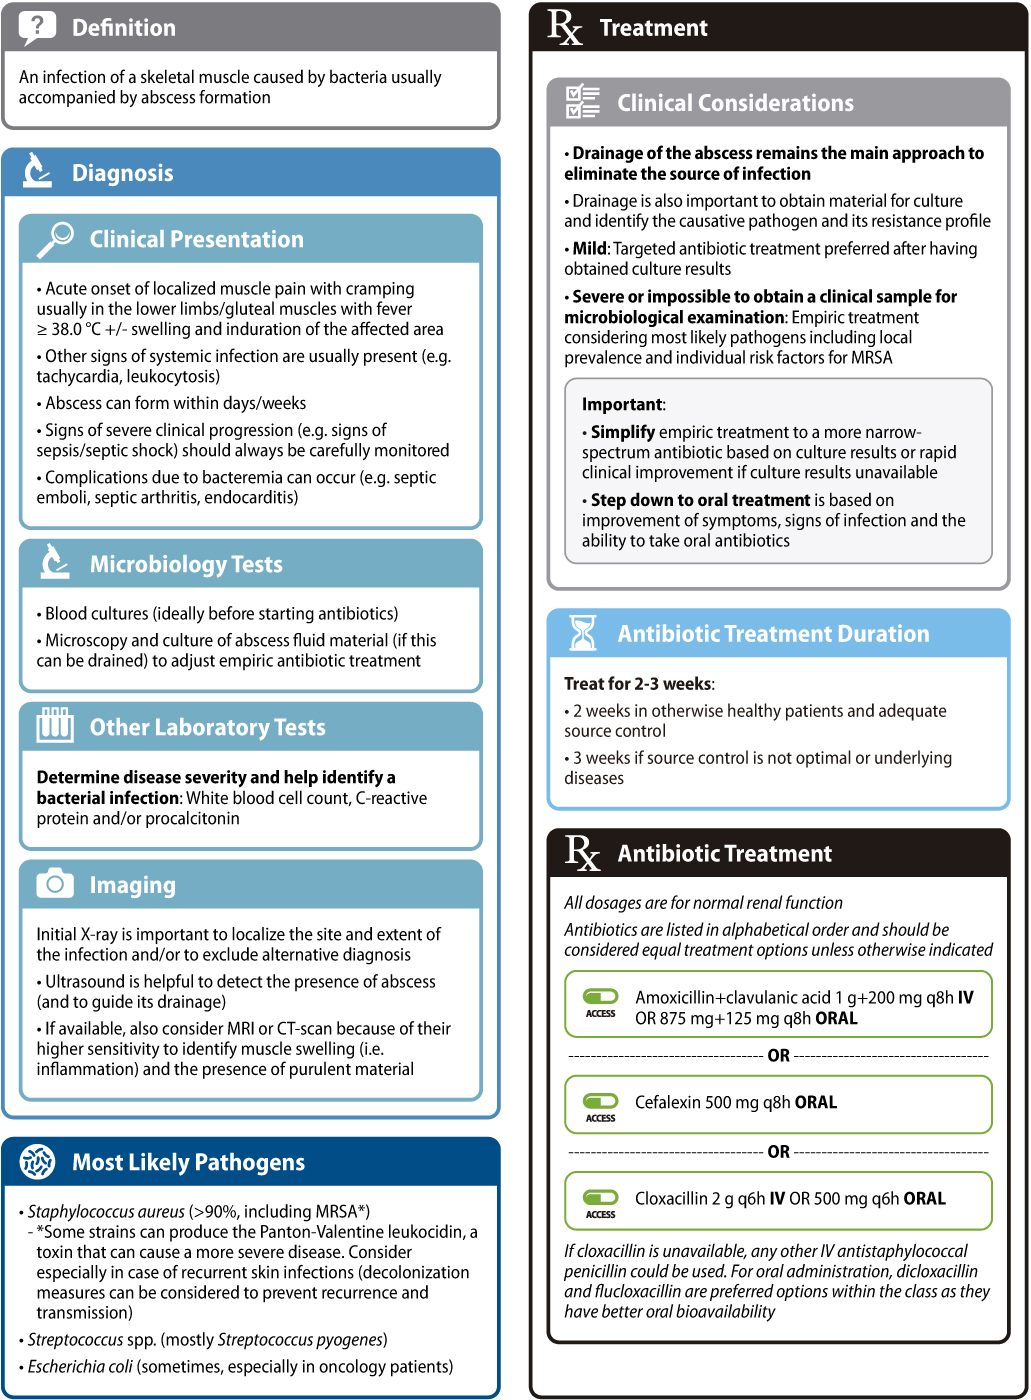 Definition
An infection of a skeletal muscle caused by bacteria usually
accompanied by abscess formation
Diagnosis
Clinical Presentation
• Acute onset of localized muscle pain with cramping
usually in the lower limbs/gluteal muscles with fever
≥ 38.0 °C +/- swelling and induration of the affected area
• Other signs of systemic infection are usually present (e.g.
tachycardia, leukocytosis)
• Abscess can form within days/weeks
• Signs of severe clinical progression (e.g. signs of
sepsis/septic shock) should always be carefully monitored
• Complications due to bacteremia can occur (e.g. septic
emboli, septic arthritis, endocarditis)
Microbiology Tests
• Blood cultures (ideally before starting antibiotics)
• Microscopy and culture of abscess fluid material (if this
can be drained) to adjust empiric antibiotic treatment
Other Laboratory Tests
Determine disease severity and help identify a
bacterial infection: White blood cell count, C-reactive
protein and/or procalcitonin
Imaging
Initial X-ray is important to localize the site and extent of
the infection and/or to exclude alternative diagnosis
• Ultrasound is helpful to detect the presence of abscess
(and to guide its drainage)
• If available, also consider MRI or CT-scan because of their
higher sensitivity to identify muscle swelling (i.e.
inflammation) and the presence of purulent material
Most Likely Pathogens
• Staphylococcus aureus (>90%, including MRSA*)
- *Some strains can produce the Panton-Valentine leukocidin, a
toxin that can cause a more severe disease. Consider
especially in case of recurrent skin infections (decolonization
measures can be considered to prevent recurrence and
transmission)
• Streptococcus spp. (mostly Streptococcus pyogenes)
• Escherichia coli (sometimes, especially in oncology patients)
Rx Treatment
Clinical Considerations
• Drainage of the abscess remains the main approach to
eliminate the source of infection
• Drainage is also important to obtain material for culture
and identify the causative pathogen and its resistance profile
• Mild: Targeted antibiotic treatment preferred after having
obtained culture results
• Severe or impossible to obtain a clinical sample for
microbiological examination: Empiric treatment
considering most likely pathogens including local
prevalence and individual risk factors for MRSA
Important:
• Simplify empiric treatment to a more narrow-
spectrum antibiotic based on culture results or rapid
clinical improvement if culture results unavailable
• Step down to oral treatment is based on
improvement of symptoms, signs of infection and the
ability to take oral antibiotics
Antibiotic Treatment Duration
Treat for 2-3 weeks:
• 2 weeks in otherwise healthy patients and adequate
source control
• 3 weeks if source control is not optimal or underlying
diseases
Rx Antibiotic Treatment
All dosages are for normal renal function
Antibiotics are listed in alphabetical order and should be
considered equal treatment options unless otherwise indicated
ACCESS
Amoxicillin+clavulanic acid 1 g+200 mg q8h IV
OR 875 mg+125 mg q8h ORAL
OR
ACCESS
Cefalexin 500 mg q8h ORAL
OR
ACCESS
Cloxacillin 2 g q6h IV OR 500 mg q6h ORAL
If cloxacillin is unavailable, any other IV antistaphylococcal
penicillin could be used. For oral administration, dicloxacillin
and flucloxacillin are preferred options within the class as they
have better oral bioavailability